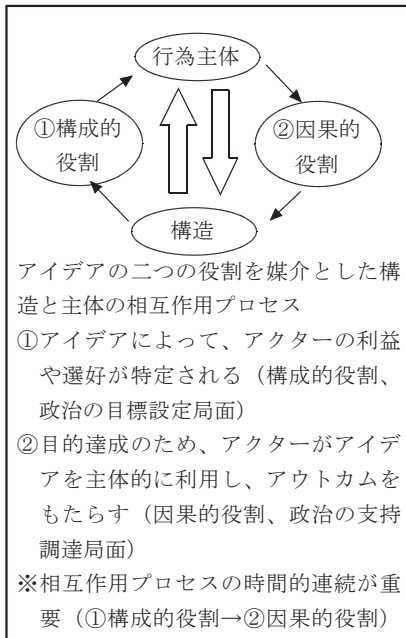 行為主体
①構成的
役割
②因果的
役割
構造
アイデアの二つの役割を媒介とした構
造と主体の相互作用プロセス
①アイデアによって、アクターの利益
や選好が特定される（構成的役割、
政治の目標設定局面）
②目的達成のため、アクターがアイデ
アを主体的に利用し、アウトカムを
もたらす（因果的役割、政治の支持
調達局面）
※相互作用プロセスの時間的連続が重
要（①構成的役割→②因果的役割）